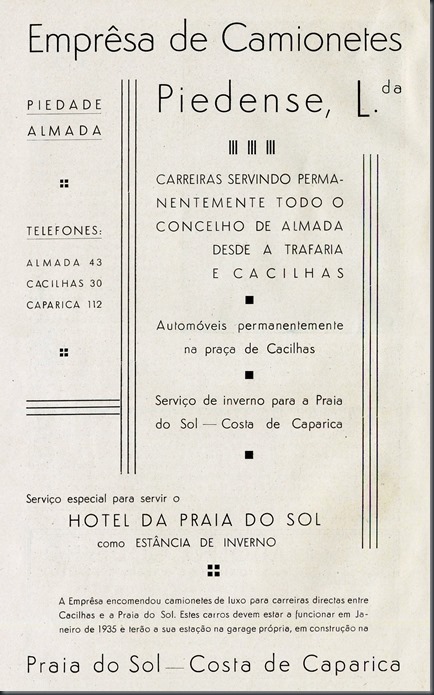 Emprêsa de Camionetes
Piedense, L.da
PIEDADE
ALMADA
TELEFONES:
ALMADA 43
CACILHAS 30
CAPARICA 112
CARREIRAS SERVINDO PERMA-
NENTEMENTE TODO O
CONCELHO DE ALMADA
DESDE A TRAFARIA
E CACILHAS
Automóveis permanentemente
na praça de Cacilhas
Serviço de inverno para a Praia
do Sol — Costa de Caparica
Serviço especial para servir o
HOTEL DA PRAIA DO SOL
como ESTÂNCIA DE INVERNO
A Emprêsa encomendou camionetes de luxo para carreiras directas entre
Cacilhas e a Praia do Sol. Estes carros devem estar a funcionar em Ja-
neiro de 1935 e terão a sua estação na garage própria, em construção na
Praia do Sol — Costa de Caparica